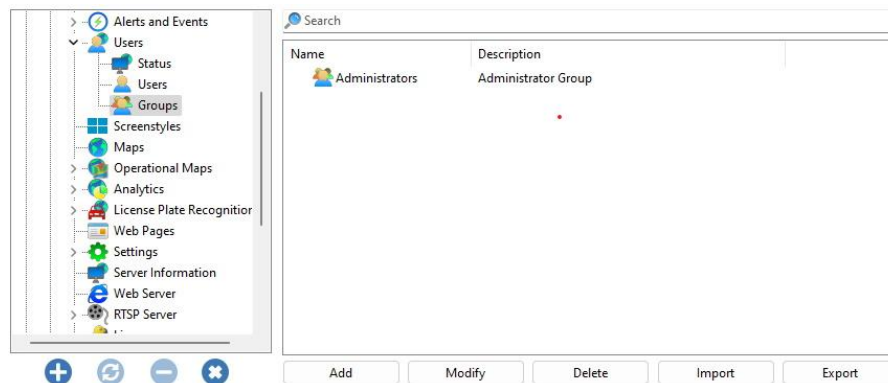 Alerts and Events
Users
Status
Users
Groups
Screenstyles
Maps
Operational Maps
Analytics
License Plate Recognition
Web Pages
Settings
Server Information
Web Server
RTSP Server
Search
Name Description
Administrators Administrator Group
Add Modify Delete Import Export